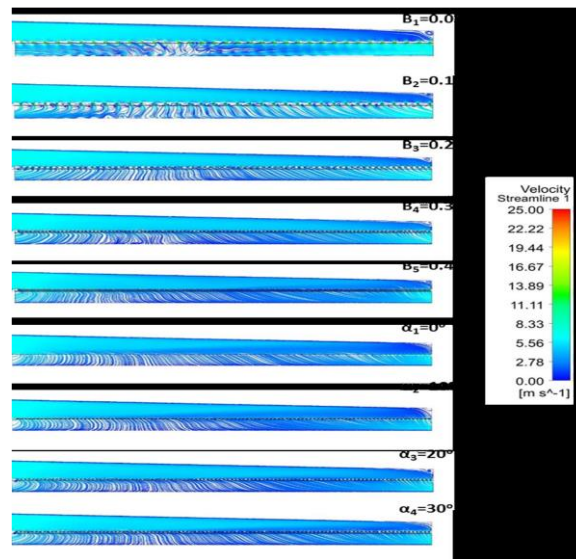 B₁=0.0
B₂=0.1
B₃=0.2
B₄=0.3
B₅=0.4
α₁=0°
α₃=20°
α₄=30°
Velocity
Streamline 1
25.00
22.22
19.44
16.67
13.89
11.11
8.33
5.56
2.78
0.00
[m s^-1]